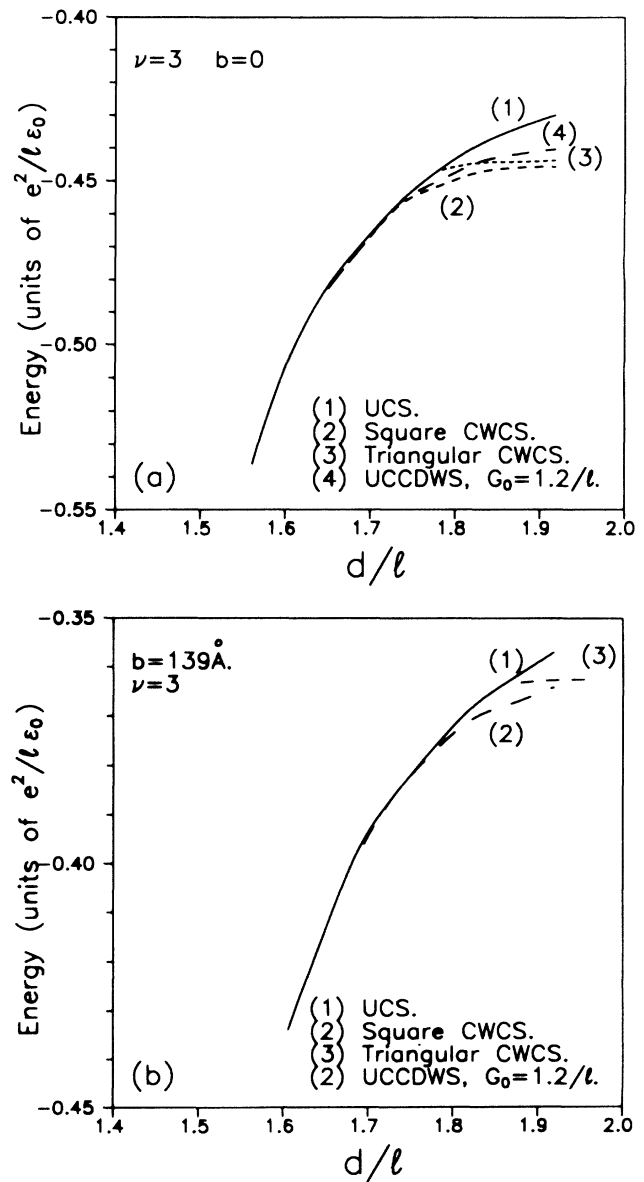 -0.40
ν=3 b=0
(1)
(4)
-0.45
(3)
(2)
Energy (units of e²/ℓε₀)
-0.50
(1) UCS.
(2) Square CWCS.
(3) Triangular CWCS.
(4) UCCDWS, G₀=1.2/ℓ.
(a)
-0.55
1.4 1.5 1.6 1.7 1.8 1.9 2.0
d/ℓ
-0.35
b=139Å.
ν=3
(1)
(3)
(2)
Energy (units of e²/ℓε₀)
-0.40
(1) UCS.
(2) Square CWCS.
(3) Triangular CWCS.
(2) UCCDWS, G₀=1.2/ℓ.
(b)
-0.45
1.4 1.5 1.6 1.7 1.8 1.9 2.0
d/ℓ